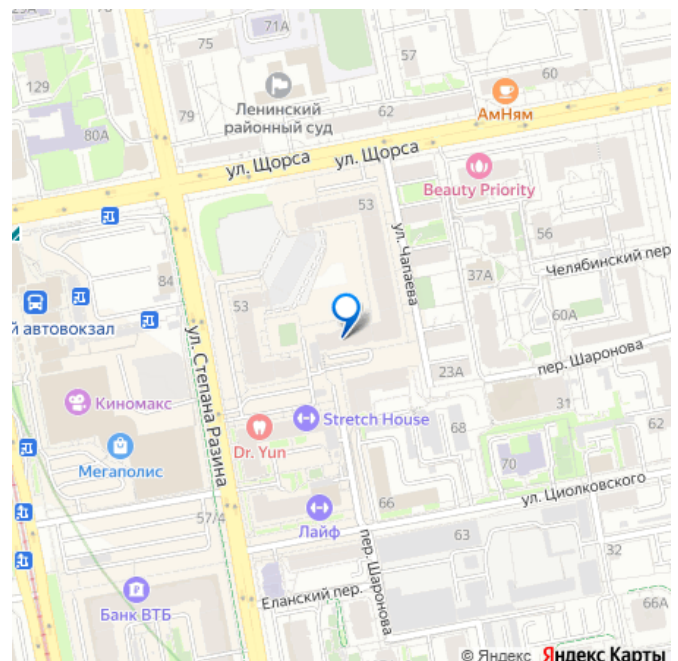 71А
75
57
129
60
79
Ленинский
районный суд
62
АмНям
80А
ул. Щорса
ул. Щорса
Beauty Priority
53
ул. Чапаева
56
37А
Челябинский пер
84
й автовокзал
53
60А
пер. Шаронова
ул. Степана Разина
23А
Киномакс
31
Stretch House
62
Dr. Yun
68
Мегаполис
70
66
ул. Циолковского
57/4
Лайф
63
пер. Шаронова
32
Еланский пер.
Банк ВТБ
66А
© Яндекс Яндекс Карты